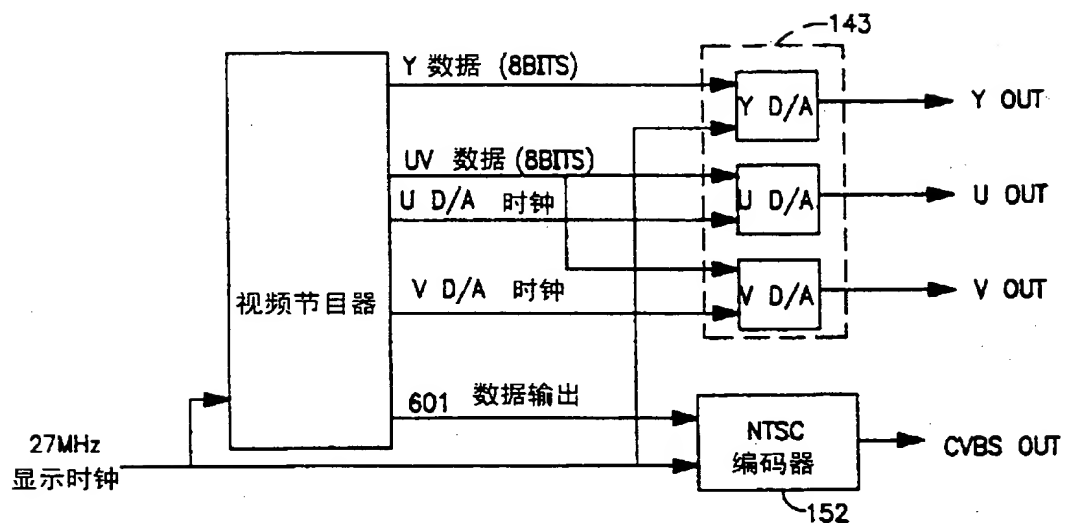 143
Y 数据 (8BITS)
Y D/A
Y OUT
UV 数据 (8BITS)
U D/A 时钟
U D/A
U OUT
视频节目器
V D/A 时钟
V D/A
V OUT
601 数据输出
27MHz
显示时钟
NTSC
编码器
CVBS OUT
152